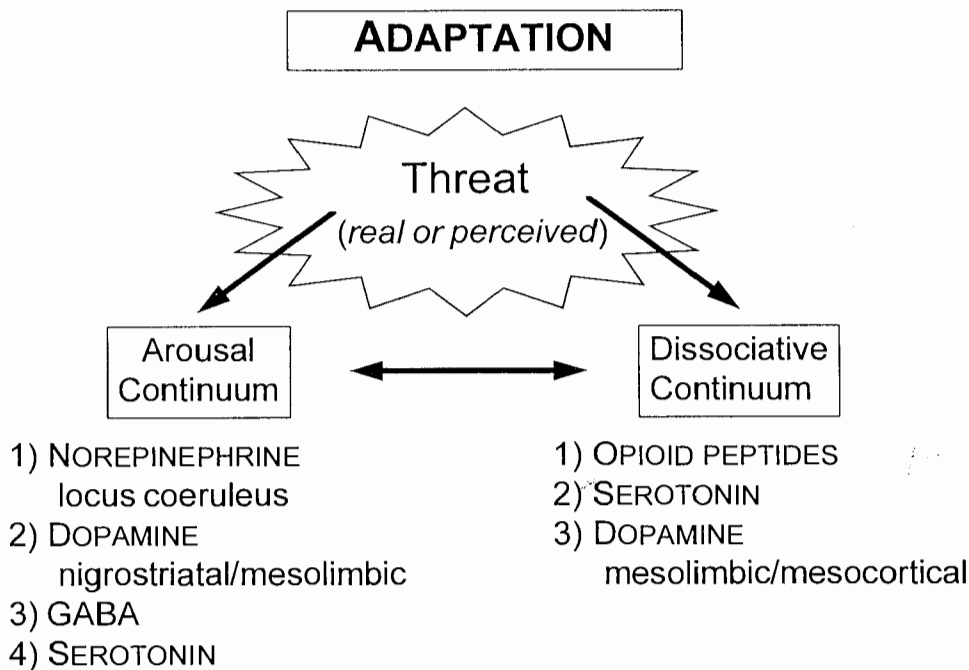 ADAPTATION
Threat
(real or perceived)
Arousal
Continuum
Dissociative
Continuum
1) NOREPINEPHRINE
locus coeruleus
2) DOPAMINE
nigrostriatal/mesolimbic
3) GABA
4) SEROTONIN
1) OPIOID PEPTIDES
2) SEROTONIN
3) DOPAMINE
mesolimbic/mesocortical